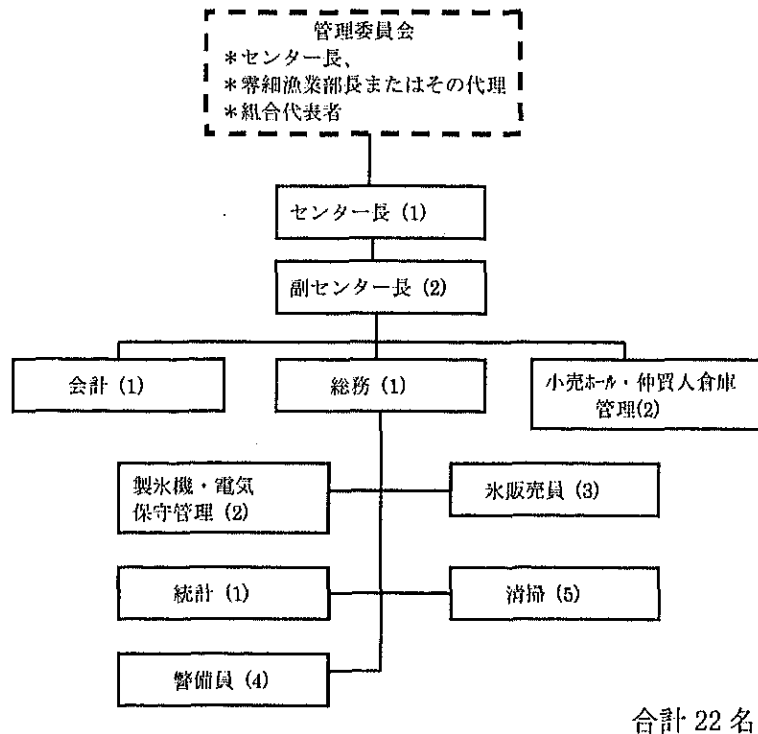 管理委員会
*センター長、
*零細漁業部長またはその代理
*組合代表者
センター長 (1)
副センター長 (2)
会計 (1)
総務 (1)
小売ホール・仲買人倉庫
管理(2)
製氷機・電気
保守管理 (2)
氷販売員 (3)
統計 (1)
清掃 (5)
警備員 (4)
合計 22 名